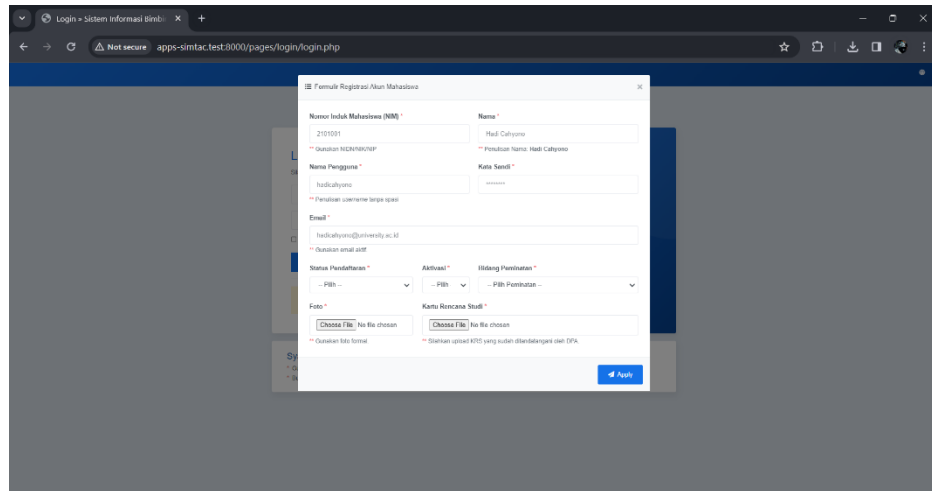 Login » Sistem Informasi Bimbir
Not secure apps-simtac.test:8000/pages/login/login.php
Formulir Registrasi Akun Mahasiswa
Nomor Induk Mahasiswa (NIM) * Nama *
2101001 Hadi Cahyono
** Gunakan NIDN/NIK/NIP ** Penulisan Nama: Hadi Cahyono
Nama Pengguna * Kata Sandi *
hadicahyono ********
** Penulisan username tanpa spasi
Email *
hadicahyono@university.ac.id
** Gunakan email aktif
Status Pendaftaran * Aktivasi * Bidang Peminatan *
-- Pilih -- -- Pilih -- Pilih Peminatan --
Foto * Kartu Rencana Studi *
Choose File No file chosen Choose File No file chosen
** Gunakan foto formal ** Silahkan upload KRS yang sudah ditandatangani oleh DPA
Sy
Apply